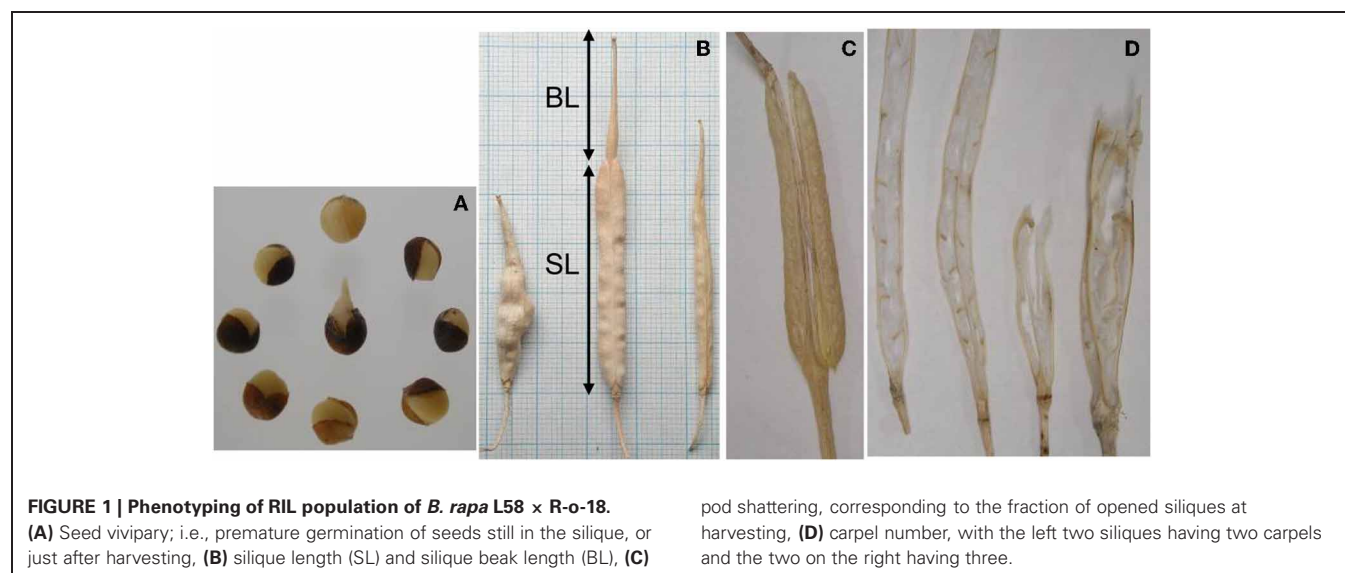 A
B
C
D
BL
SL
FIGURE 1 | Phenotyping of RIL population of B. rapa L58 × R-o-18.
(A) Seed vivipary; i.e., premature germination of seeds still in the silique, or
just after harvesting, (B) silique length (SL) and silique beak length (BL), (C)
pod shattering, corresponding to the fraction of opened siliques at
harvesting, (D) carpel number, with the left two siliques having two carpels
and the two on the right having three.